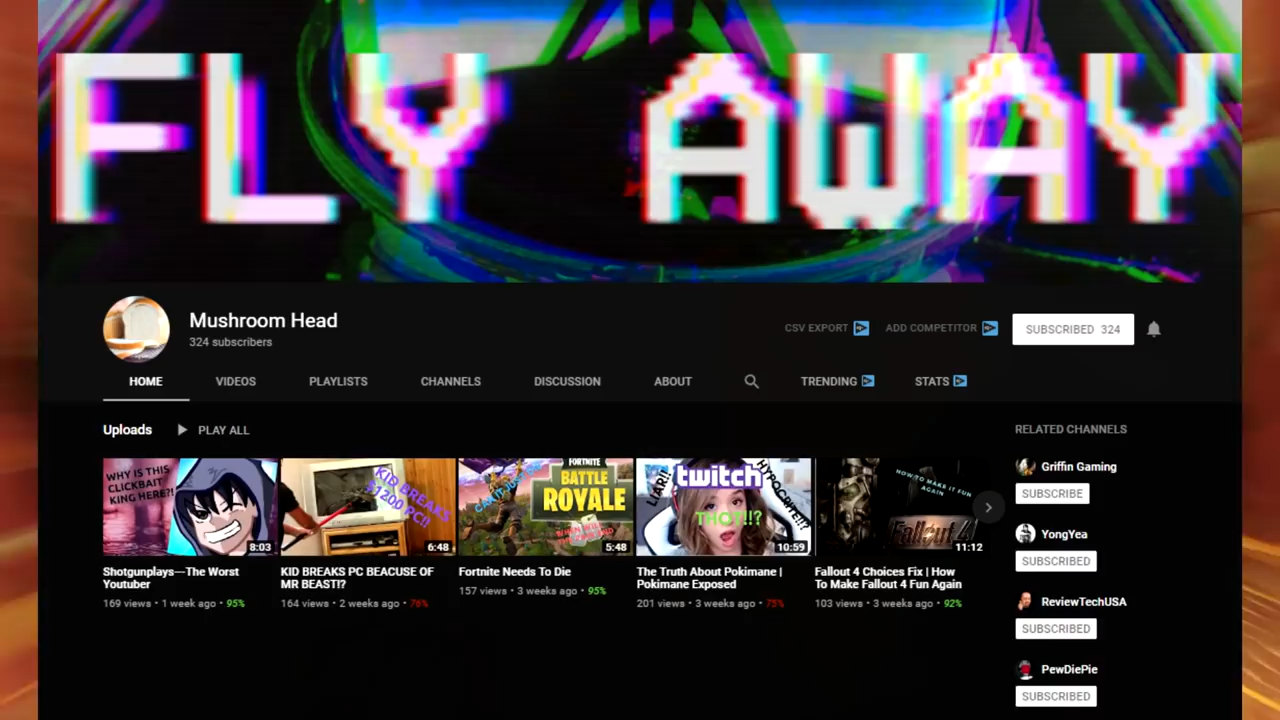 FLY AWAY
Mushroom Head
324 subscribers
CSV EXPORT
ADD COMPETITOR
SUBSCRIBED 324
HOME
VIDEOS
PLAYLISTS
CHANNELS
DISCUSSION
ABOUT
TRENDING
STATS
Uploads
PLAY ALL
RELATED CHANNELS
WHY IS THIS
CLICKBAIT
KING HERE?!
8:03
KID BREAKS
$1200 PC!!
6:48
FORTNITE
BATTLE
ROYALE
5:48
twitch
LIAR!!
HYPOCRITE!!?
THOT!!?
10:59
HOW TO MAKE IT FUN
AGAIN
Fallout 4
11:12
Shotgunplays—The Worst
Youtuber
169 views • 1 week ago • 95%
KID BREAKS PC BEACUSE OF
MR BEAST!?
164 views • 2 weeks ago • 76%
Fortnite Needs To Die
157 views • 3 weeks ago • 95%
The Truth About Pokimane |
Pokimane Exposed
201 views • 3 weeks ago • 75%
Fallout 4 Choices Fix | How
To Make Fallout 4 Fun Again
103 views • 3 weeks ago • 92%
Griffin Gaming
SUBSCRIBE
YongYea
SUBSCRIBED
ReviewTechUSA
SUBSCRIBED
PewDiePie
SUBSCRIBED